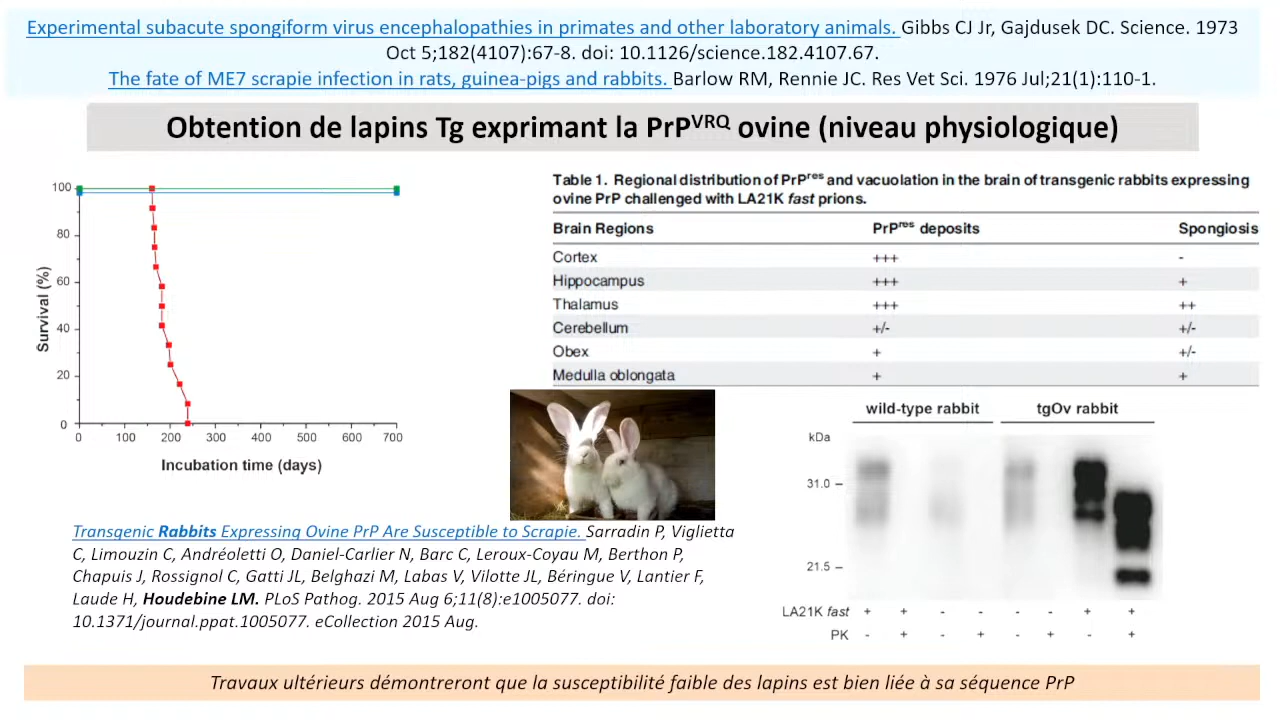 Experimental subacute spongiform virus encephalopathies in primates and other laboratory animals. Gibbs CJ Jr, Gajdusek DC. Science. 1973
Oct 5;182(4107):67-8. doi: 10.1126/science.182.4107.67.
The fate of ME7 scrapie infection in rats, guinea-pigs and rabbits. Barlow RM, Rennie JC. Res Vet Sci. 1976 Jul;21(1):110-1.
Obtention de lapins Tg exprimant la PrPVRQ ovine (niveau physiologique)
100
80
60
40
20
0
Survival (%)
0 100 200 300 400 500 600 700
Incubation time (days)
Table 1. Regional distribution of PrPres and vacuolation in the brain of transgenic rabbits expressing
ovine PrP challenged with LA21K fast prions.
Brain Regions PrPres deposits Spongiosis
Cortex +++ -
Hippocampus +++ +
Thalamus +++ ++
Cerebellum +/- +/-
Obex + +/-
Medulla oblongata + +
wild-type rabbit tgOv rabbit
kDa
31.0 –
21.5 –
LA21K fast + + - - - - + +
PK - + - + - + - +
Transgenic Rabbits Expressing Ovine PrP Are Susceptible to Scrapie. Sarradin P, Viglietta
C, Limouzin C, Andréoletti O, Daniel-Carlier N, Barc C, Leroux-Coyau M, Berthon P,
Chapuis J, Rossignol C, Gatti JL, Belghazi M, Labas V, Vilotte JL, Béringue V, Lantier F,
Laude H, Houdebine LM. PLoS Pathog. 2015 Aug 6;11(8):e1005077. doi:
10.1371/journal.ppat.1005077. eCollection 2015 Aug.
Travaux ultérieurs démontreront que la susceptibilité faible des lapins est bien liée à sa séquence PrP